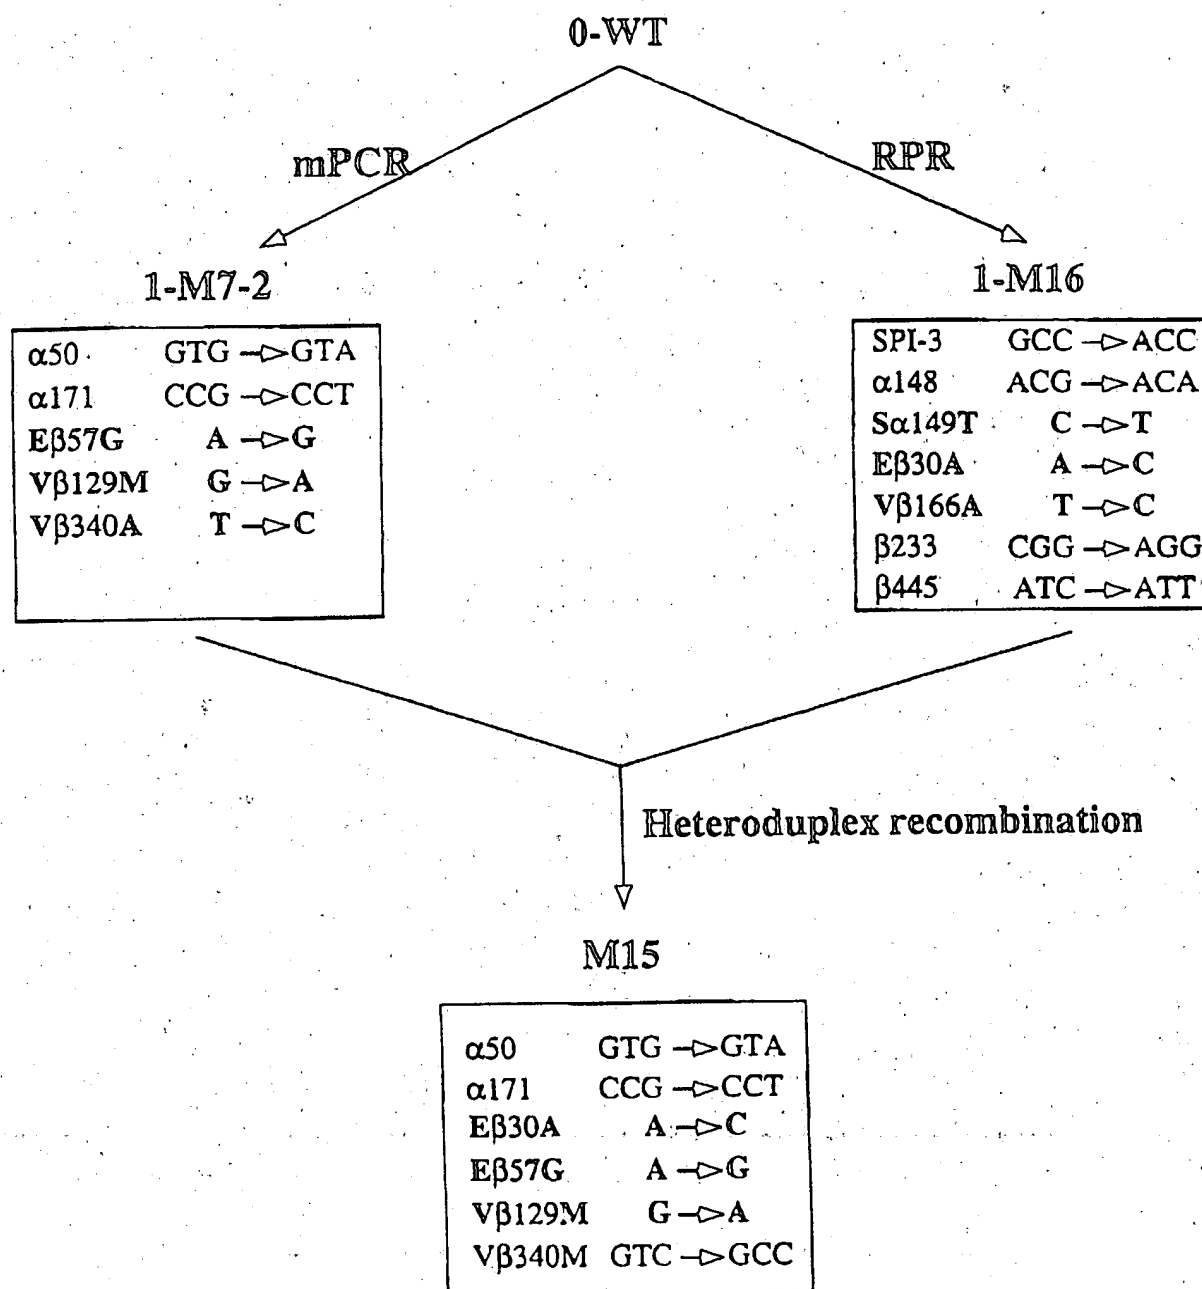 0-WT
mPCR
RPR
1-M7-2
α50 GTG → GTA
α171 CCG → CCT
Eβ57G A → G
Vβ129M G → A
Vβ340A T → C
1-M16
SPI-3 GCC → ACC
α148 ACG → ACA
Sα149T C → T
Eβ30A A → C
Vβ166A T → C
β233 CGG → AGG
β445 ATC → ATT
Heteroduplex recombination
M15
α50 GTG → GTA
α171 CCG → CCT
Eβ30A A → C
Eβ57G A → G
Vβ129M G → A
Vβ340M GTC → GCC